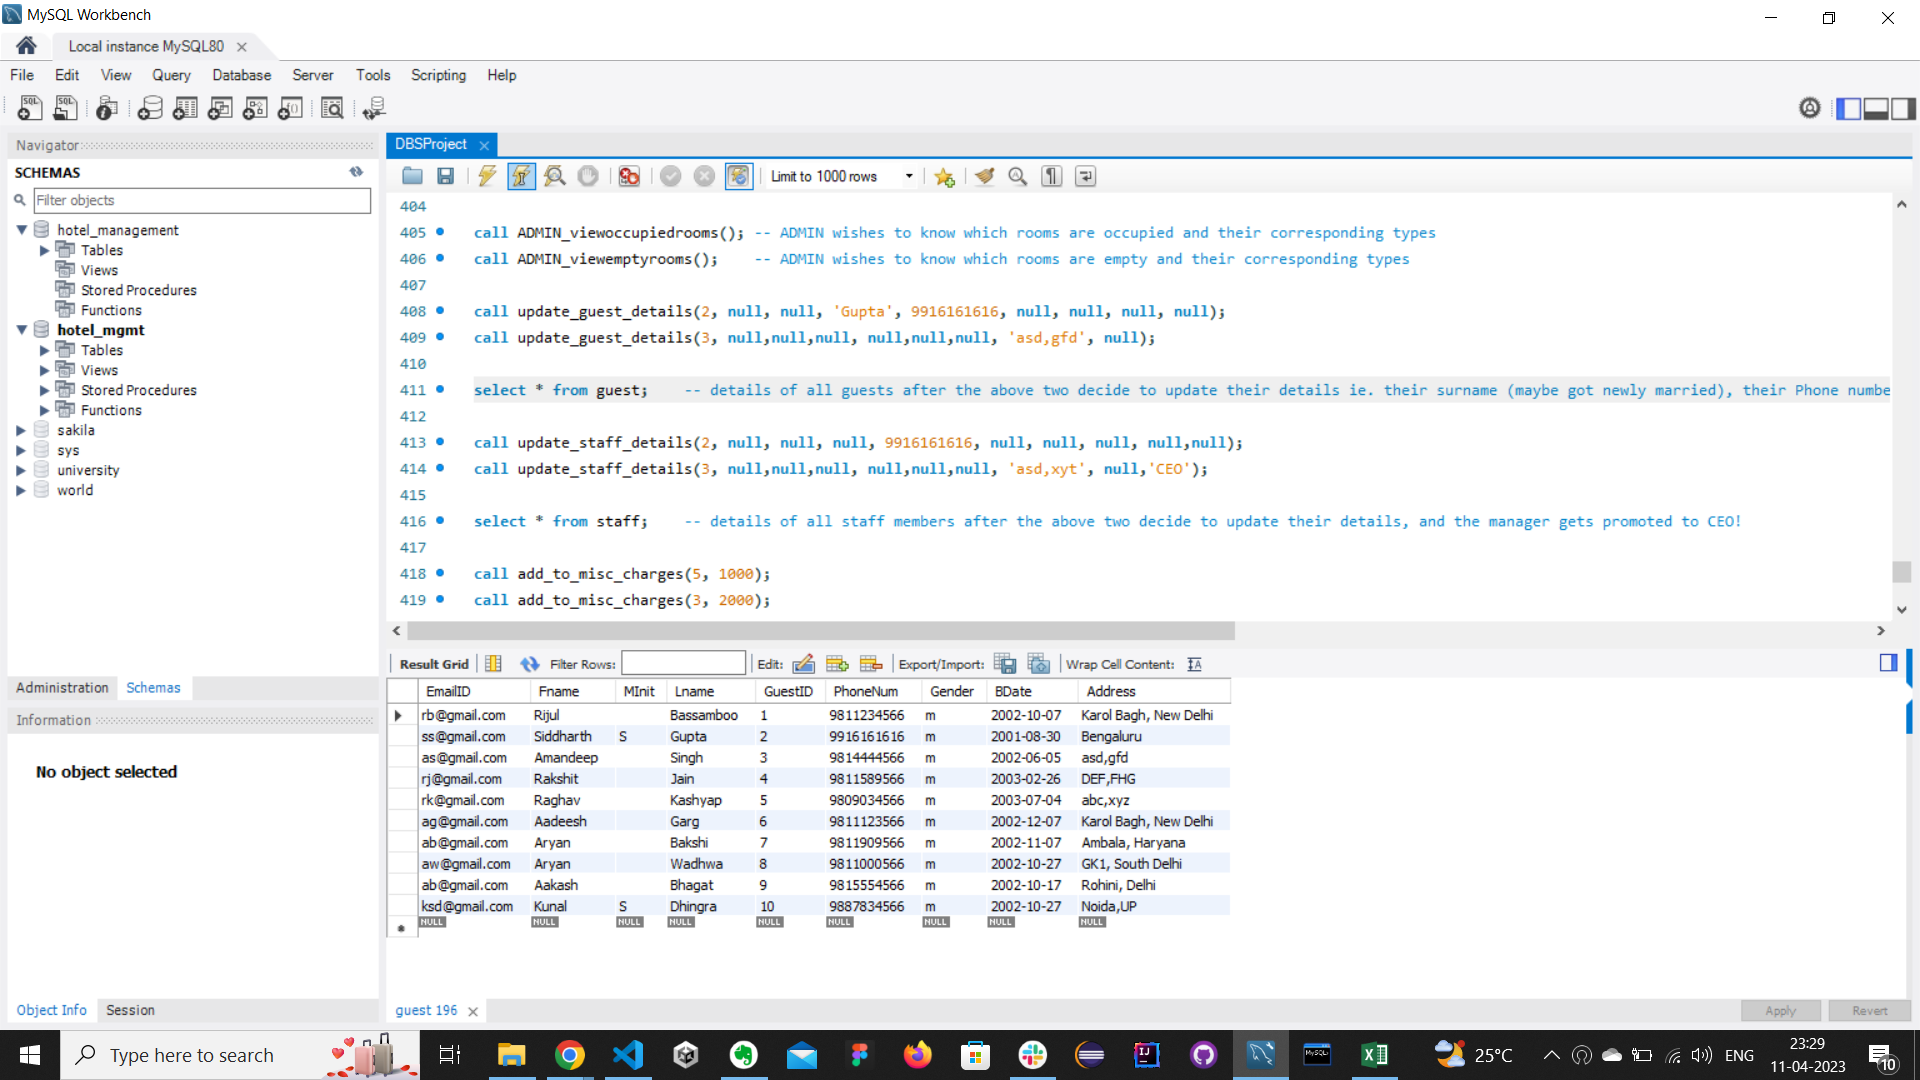 MySQL Workbench
Local instance MySQL80
File Edit View Query Database Server Tools Scripting Help
Navigator
SCHEMAS
Filter objects
hotel_management
Tables
Views
Stored Procedures
Functions
hotel_mgmt
Tables
Views
Stored Procedures
Functions
sakila
sys
university
world
Administration Schemas
Information
No object selected
Object Info Session
DBSProject
Limit to 1000 rows
404
405 call ADMIN_viewoccupiedrooms(); -- ADMIN wishes to know which rooms are occupied and their corresponding types
406 call ADMIN_viewemptyrooms(); -- ADMIN wishes to know which rooms are empty and their corresponding types
407
408 call update_guest_details(2, null, null, 'Gupta', 9916161616, null, null, null, null);
409 call update_guest_details(3, null,null,null, null,null,null, 'asd,gfd', null);
410
411 select * from guest; -- details of all guests after the above two decide to update their details ie. their surname (maybe got newly married), their Phone numbe
412
413 call update_staff_details(2, null, null, null, 9916161616, null, null, null, null,null);
414 call update_staff_details(3, null,null,null, null,null,null, 'asd,xyt', null,'CEO');
415
416 select * from staff; -- details of all staff members after the above two decide to update their details, and the manager gets promoted to CEO!
417
418 call add_to_misc_charges(5, 1000);
419 call add_to_misc_charges(3, 2000);
Result Grid Filter Rows: Edit: Export/Import: Wrap Cell Content:
EmailID Fname MInit Lname GuestID PhoneNum Gender BDate Address
rb@gmail.com Rijul Bassamboo 1 9811234566 m 2002-10-07 Karol Bagh, New Delhi
ss@gmail.com Siddharth S Gupta 2 9916161616 m 2001-08-30 Bengaluru
as@gmail.com Amandeep Singh 3 9814444566 m 2002-06-05 asd,gfd
rj@gmail.com Rakshit Jain 4 9811589566 m 2003-02-26 DEF,FHG
rk@gmail.com Raghav Kashyap 5 9809034566 m 2003-07-04 abc,xyz
ag@gmail.com Aadeesh Garg 6 9811123566 m 2002-12-07 Karol Bagh, New Delhi
ab@gmail.com Aryan Bakshi 7 9811909566 m 2002-11-07 Ambala, Haryana
aw@gmail.com Aryan Wadhwa 8 9811000566 m 2002-10-27 GK1, South Delhi
ab@gmail.com Aakash Bhagat 9 9815554566 m 2002-10-17 Rohini, Delhi
ksd@gmail.com Kunal S Dhingra 10 9887834566 m 2002-10-27 Noida,UP
NULL NULL NULL NULL NULL NULL NULL NULL NULL
guest 196
Apply Revert
Type here to search
25°C ENG
23:29
11-04-2023
10